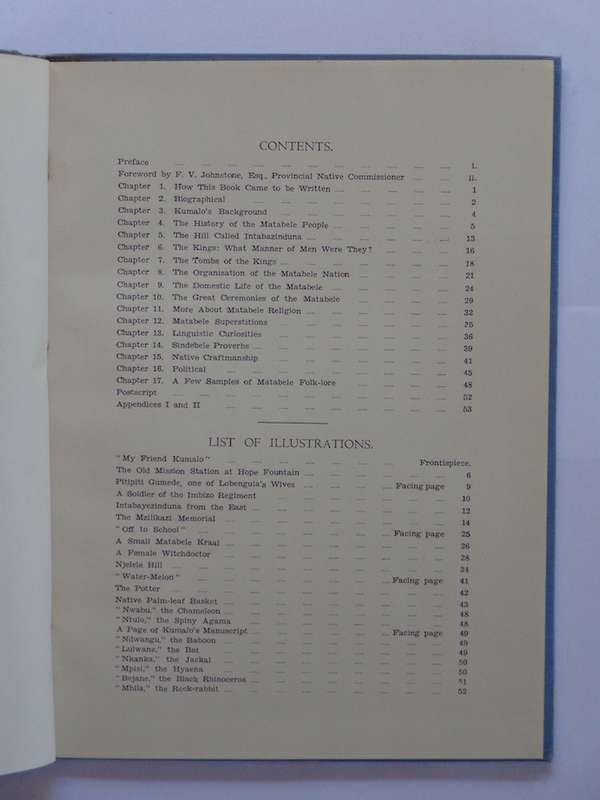 CONTENTS.
Preface i.
Foreword by F. V. Johnstone, Esq., Provincial Native Commissioner ii.
Chapter 1. How This Book Came to be Written 1
Chapter 2. Biographical 2
Chapter 3. Kumalo's Background 4
Chapter 4. The History of the Matabele People 5
Chapter 5. The Hill Called Intabazinduna 13
Chapter 6. The Kings: What Manner of Men Were They? 16
Chapter 7. The Tombs of the Kings 18
Chapter 8. The Organisation of the Matabele Nation 21
Chapter 9. The Domestic Life of the Matabele 24
Chapter 10. The Great Ceremonies of the Matabele 29
Chapter 11. More About Matabele Religion 32
Chapter 12. Matabele Superstitions 35
Chapter 13. Linguistic Curiosities 36
Chapter 14. Sindebele Proverbs 39
Chapter 15. Native Craftmanship 41
Chapter 16. Political 45
Chapter 17. A Few Samples of Matabele Folk-lore 48
Postscript 52
Appendices I and II 53
LIST OF ILLUSTRATIONS.
"My Friend Kumalo" Frontispiece.
The Old Mission Station at Hope Fountain 6
Pitipiti Gumede, one of Lobengula's Wives Facing page 9
A Soldier of the Imbizo Regiment 10
Intabayezinduna from the East 12
The Mzilikazi Memorial 14
"Off to School" Facing page 25
A Small Matabele Kraal 26
A Female Witchdoctor 28
Njelele Hill 34
"Water-Melon" Facing page 41
The Potter 42
Native Palm-leaf Basket 43
"Nwabu," the Chameleon 48
"Ntulo," the Spiny Agama 48
A Page of Kumalo's Manuscript Facing page 49
"Ndwangu," the Baboon 49
"Lulwane," the Bat 49
"Nkanka," the Jackal 50
"Mpisi," the Hyaena 50
"Bejane," the Black Rhinoceros 51
"Mbila," the Rock-rabbit 52